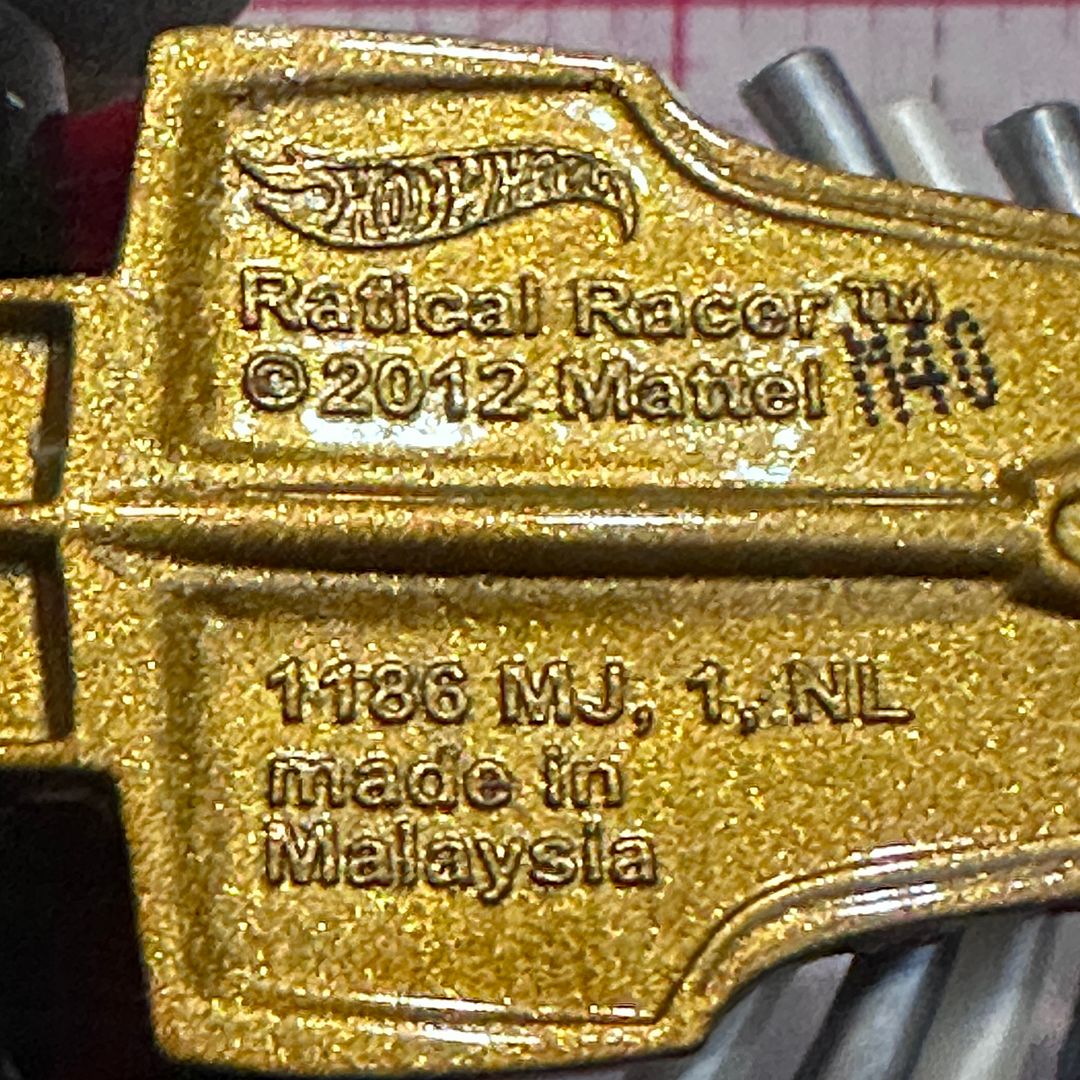 Hot Wheels
Ratical Racer™
©2012 Mattel
1186 MJ, 1, NL
made in
Malaysia